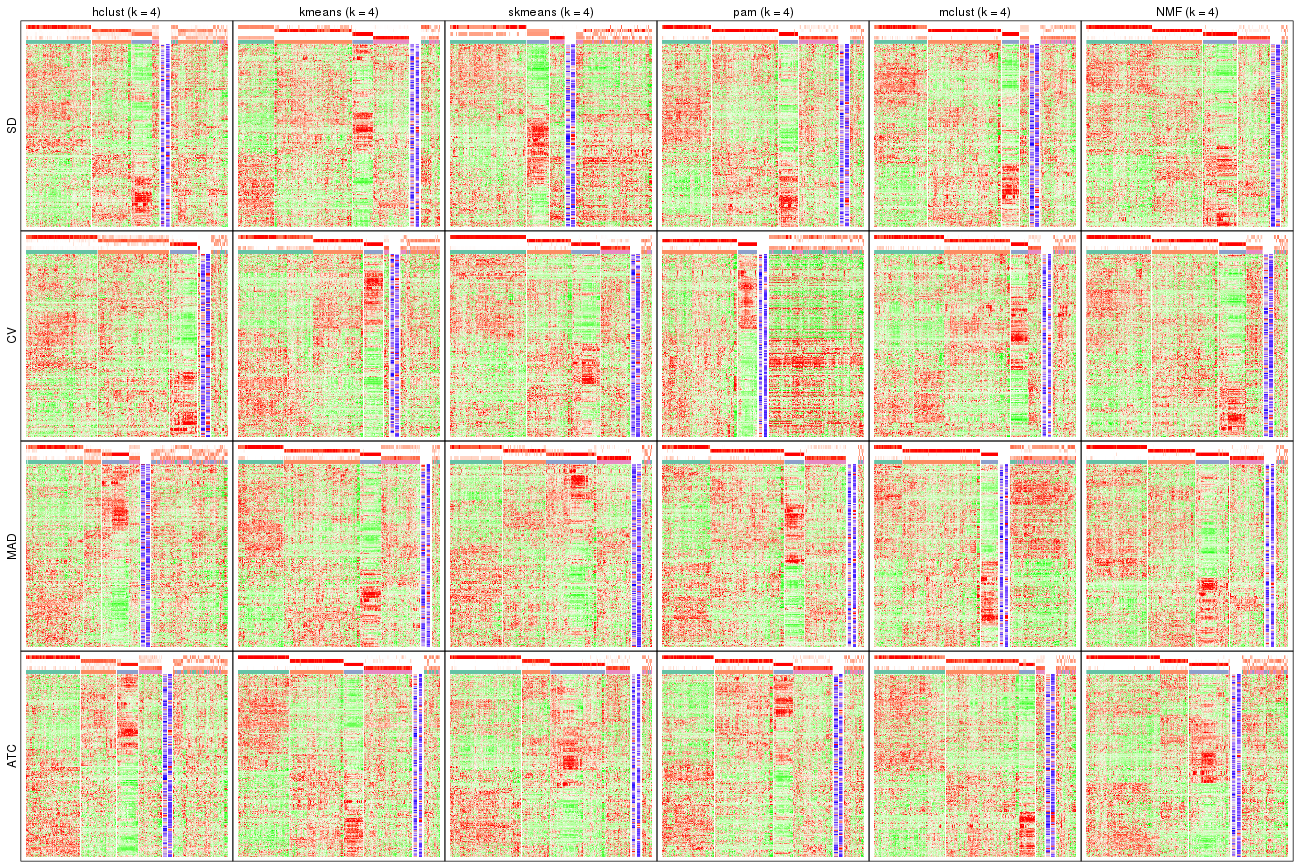 hclust (k = 4)
kmeans (k = 4)
skmeans (k = 4)
pam (k = 4)
mclust (k = 4)
NMF (k = 4)
SD
CV
MAD
ATC